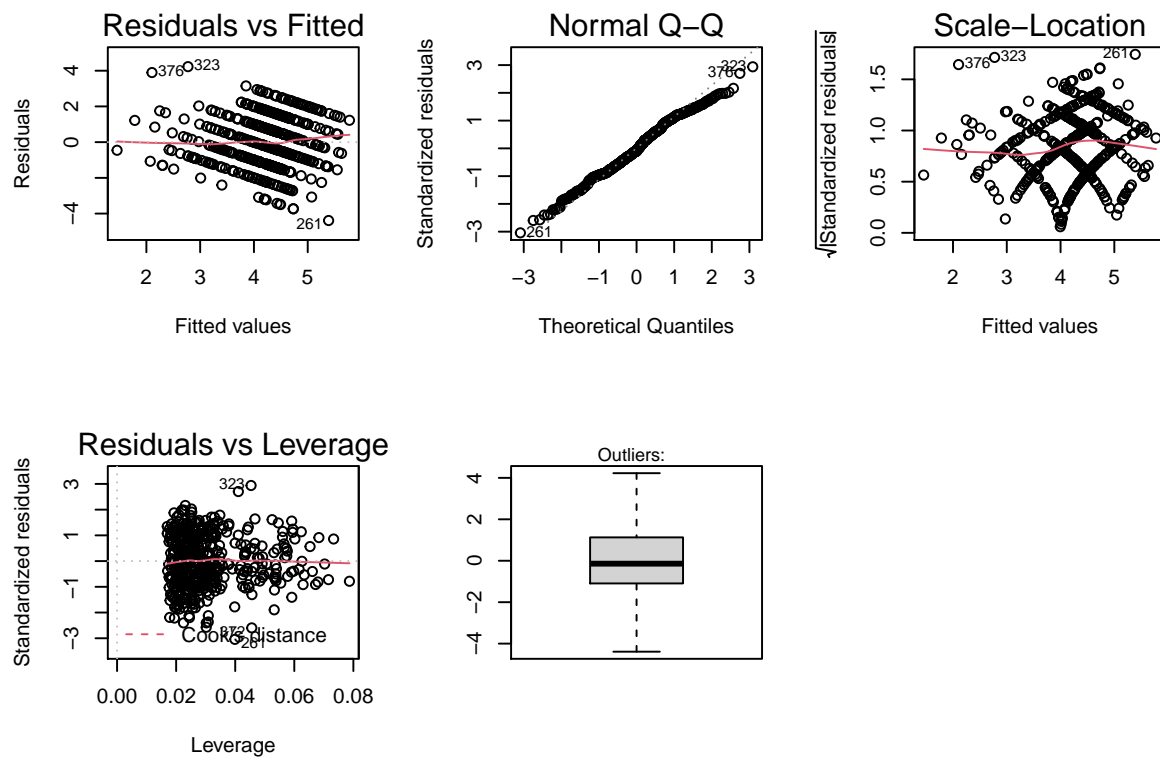 Residuals vs Fitted
Residuals
4
2
0
−4
376
323
261
2 3 4 5
Fitted values
Normal Q−Q
Standardized residuals
3
1
−1
−3
323
376
261
−3 −1 0 1 2 3
Theoretical Quantiles
Scale−Location
√|Standardized residuals|
1.5
1.0
0.5
0.0
376
323
261
2 3 4 5
Fitted values
Residuals vs Leverage
Standardized residuals
3
1
−1
−3
323
Cook's distance
372
261
0.00 0.02 0.04 0.06 0.08
Leverage
Outliers:
4
2
0
−2
−4